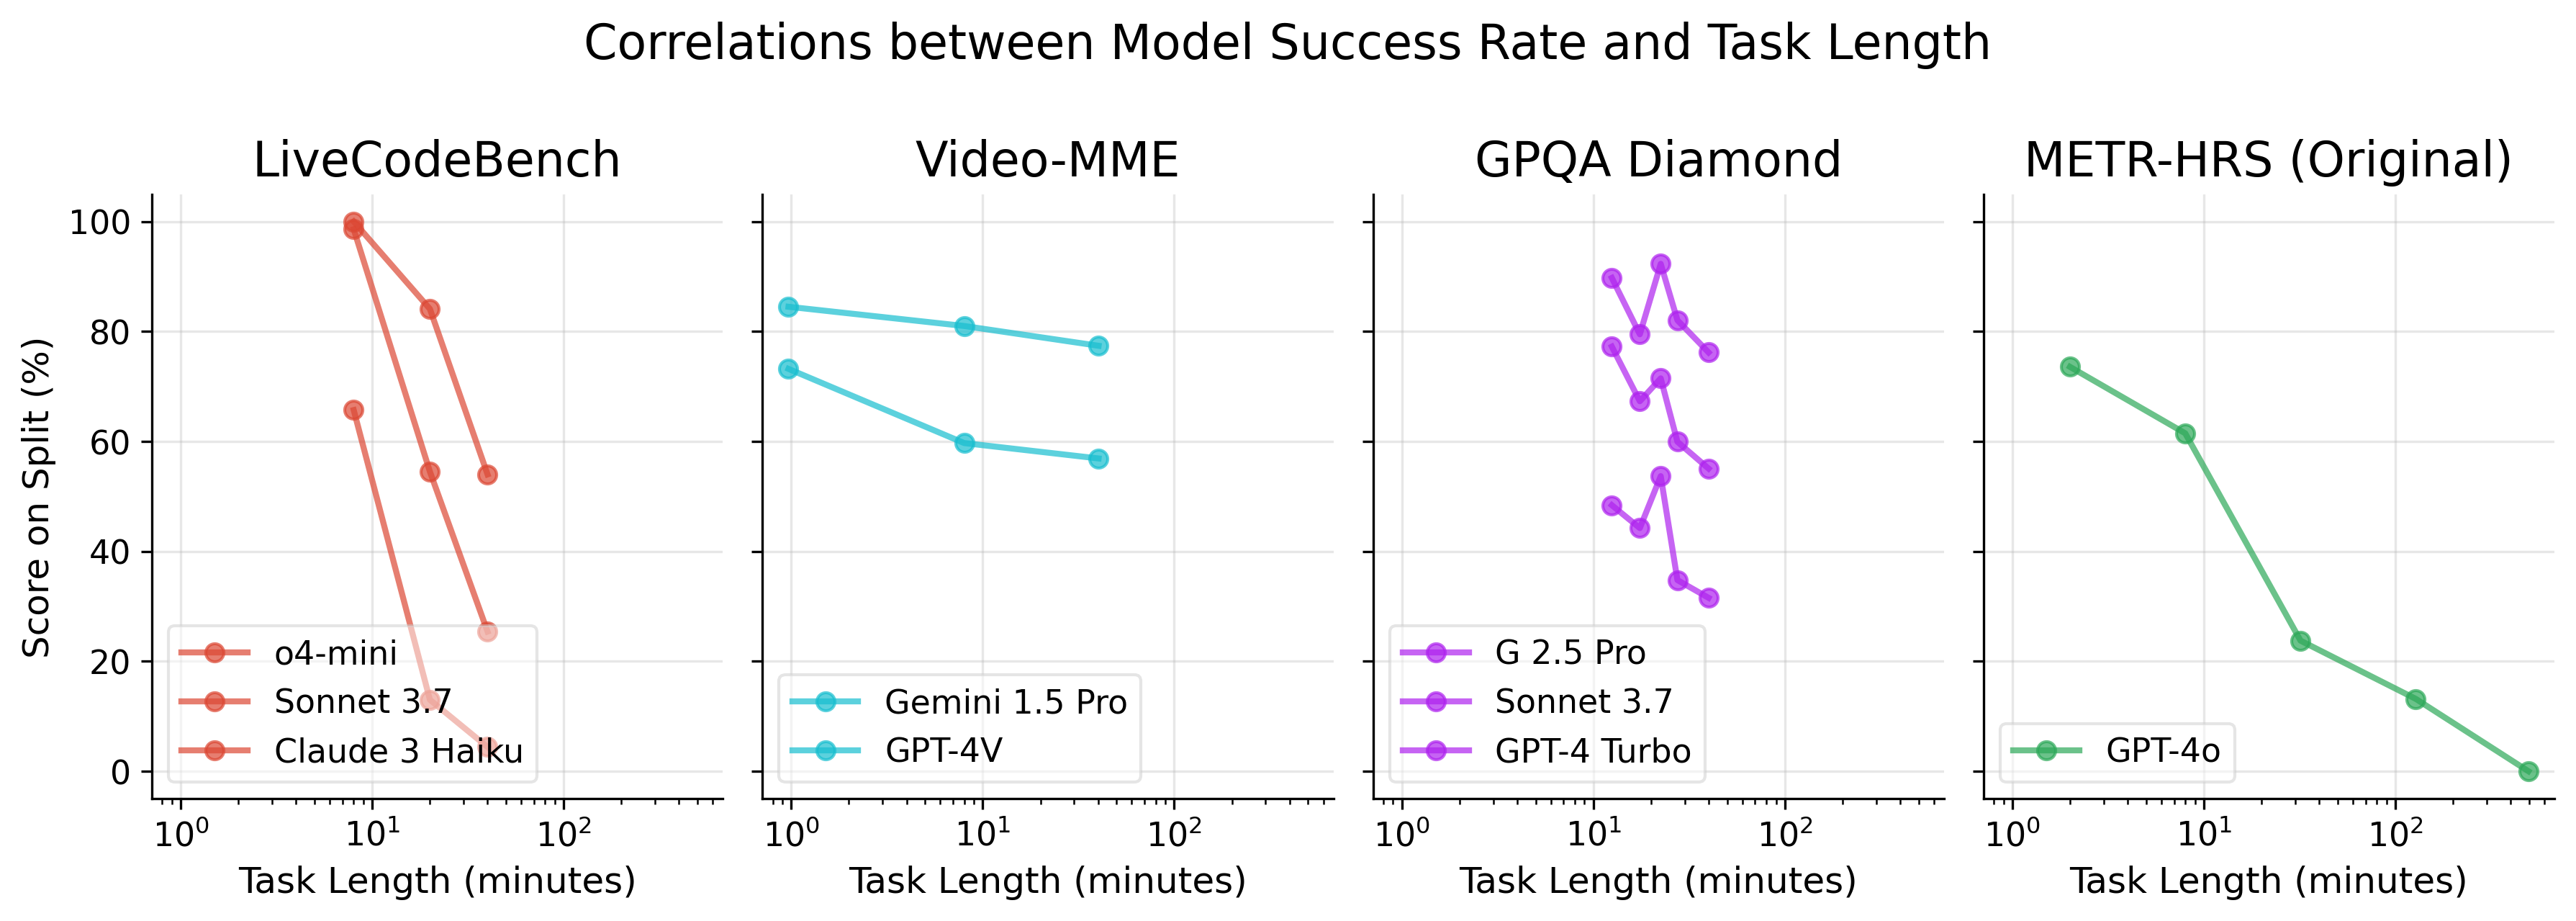 Correlations between Model Success Rate and Task Length
LiveCodeBench
Score on Split (%)
100
80
60
40
20
0
o4-mini
Sonnet 3.7
Claude 3 Haiku
10⁰ 10¹ 10²
Task Length (minutes)
Video-MME
Gemini 1.5 Pro
GPT-4V
10⁰ 10¹ 10²
Task Length (minutes)
GPQA Diamond
G 2.5 Pro
Sonnet 3.7
GPT-4 Turbo
10⁰ 10¹ 10²
Task Length (minutes)
METR-HRS (Original)
GPT-4o
10⁰ 10¹ 10²
Task Length (minutes)